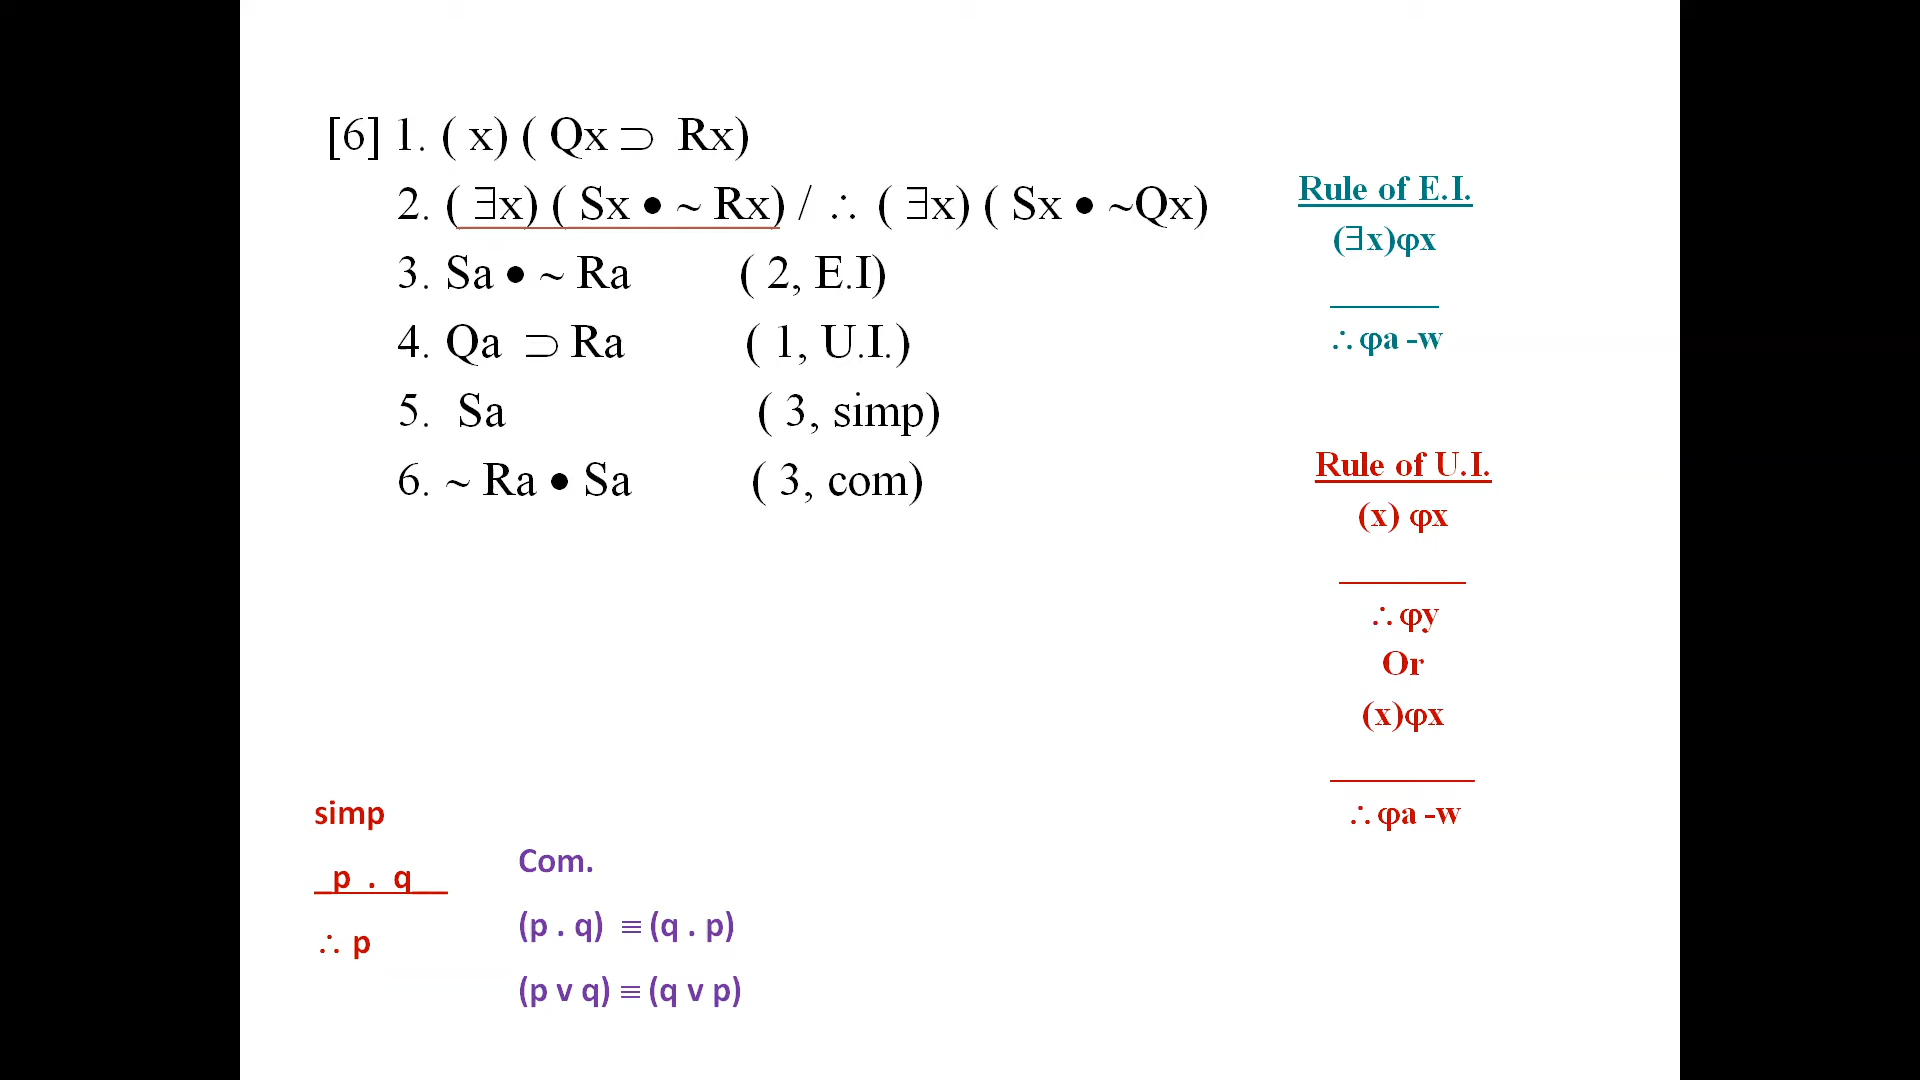 [6] 1. ( x) ( Qx ⊃ Rx)
2. ( ∃x) ( Sx • ~ Rx) / ∴ ( ∃x) ( Sx • ~Qx)
3. Sa • ~ Ra ( 2, E.I)
4. Qa ⊃ Ra ( 1, U.I.)
5. Sa ( 3, simp)
6. ~ Ra • Sa ( 3, com)
Rule of E.I.
(∃x)φx
∴φa -w
Rule of U.I.
(x) φx
∴φy
Or
(x)φx
∴φa -w
simp
_p . q__
∴ p
Com.
(p . q) ≡ (q . p)
(p v q) ≡ (q v p)